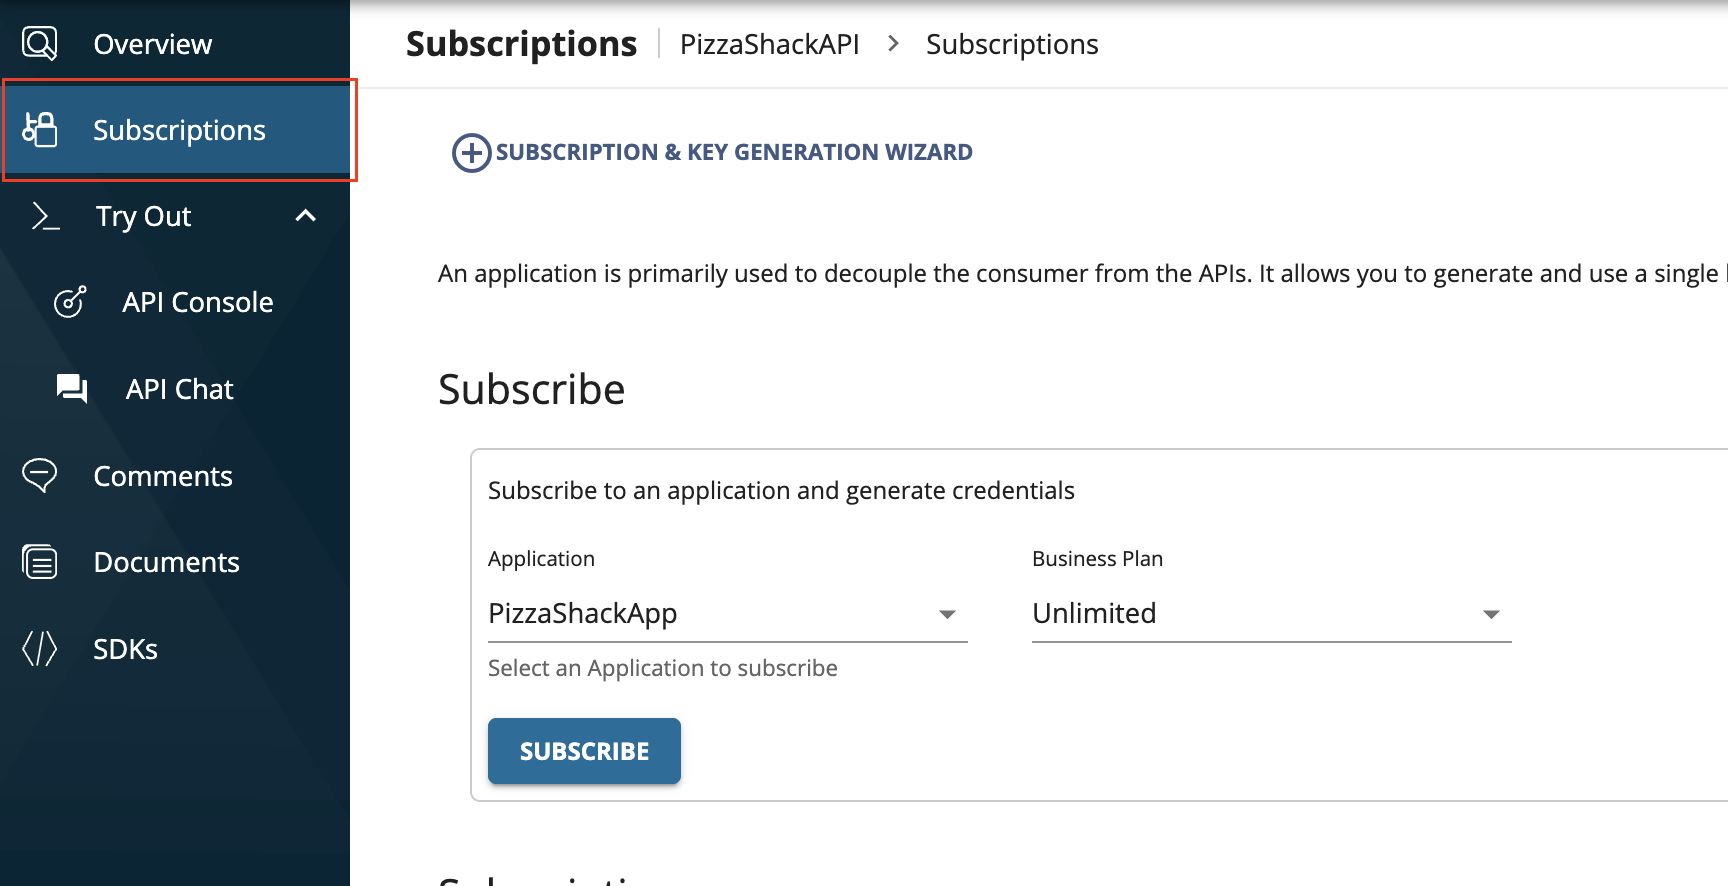 Overview
Subscriptions
Try Out
API Console
API Chat
Comments
Documents
SDKs
Subscriptions PizzaShackAPI > Subscriptions
SUBSCRIPTION & KEY GENERATION WIZARD
An application is primarily used to decouple the consumer from the APIs. It allows you to generate and use a single
Subscribe
Subscribe to an application and generate credentials
Application
Business Plan
PizzaShackApp
Unlimited
Select an Application to subscribe
SUBSCRIBE